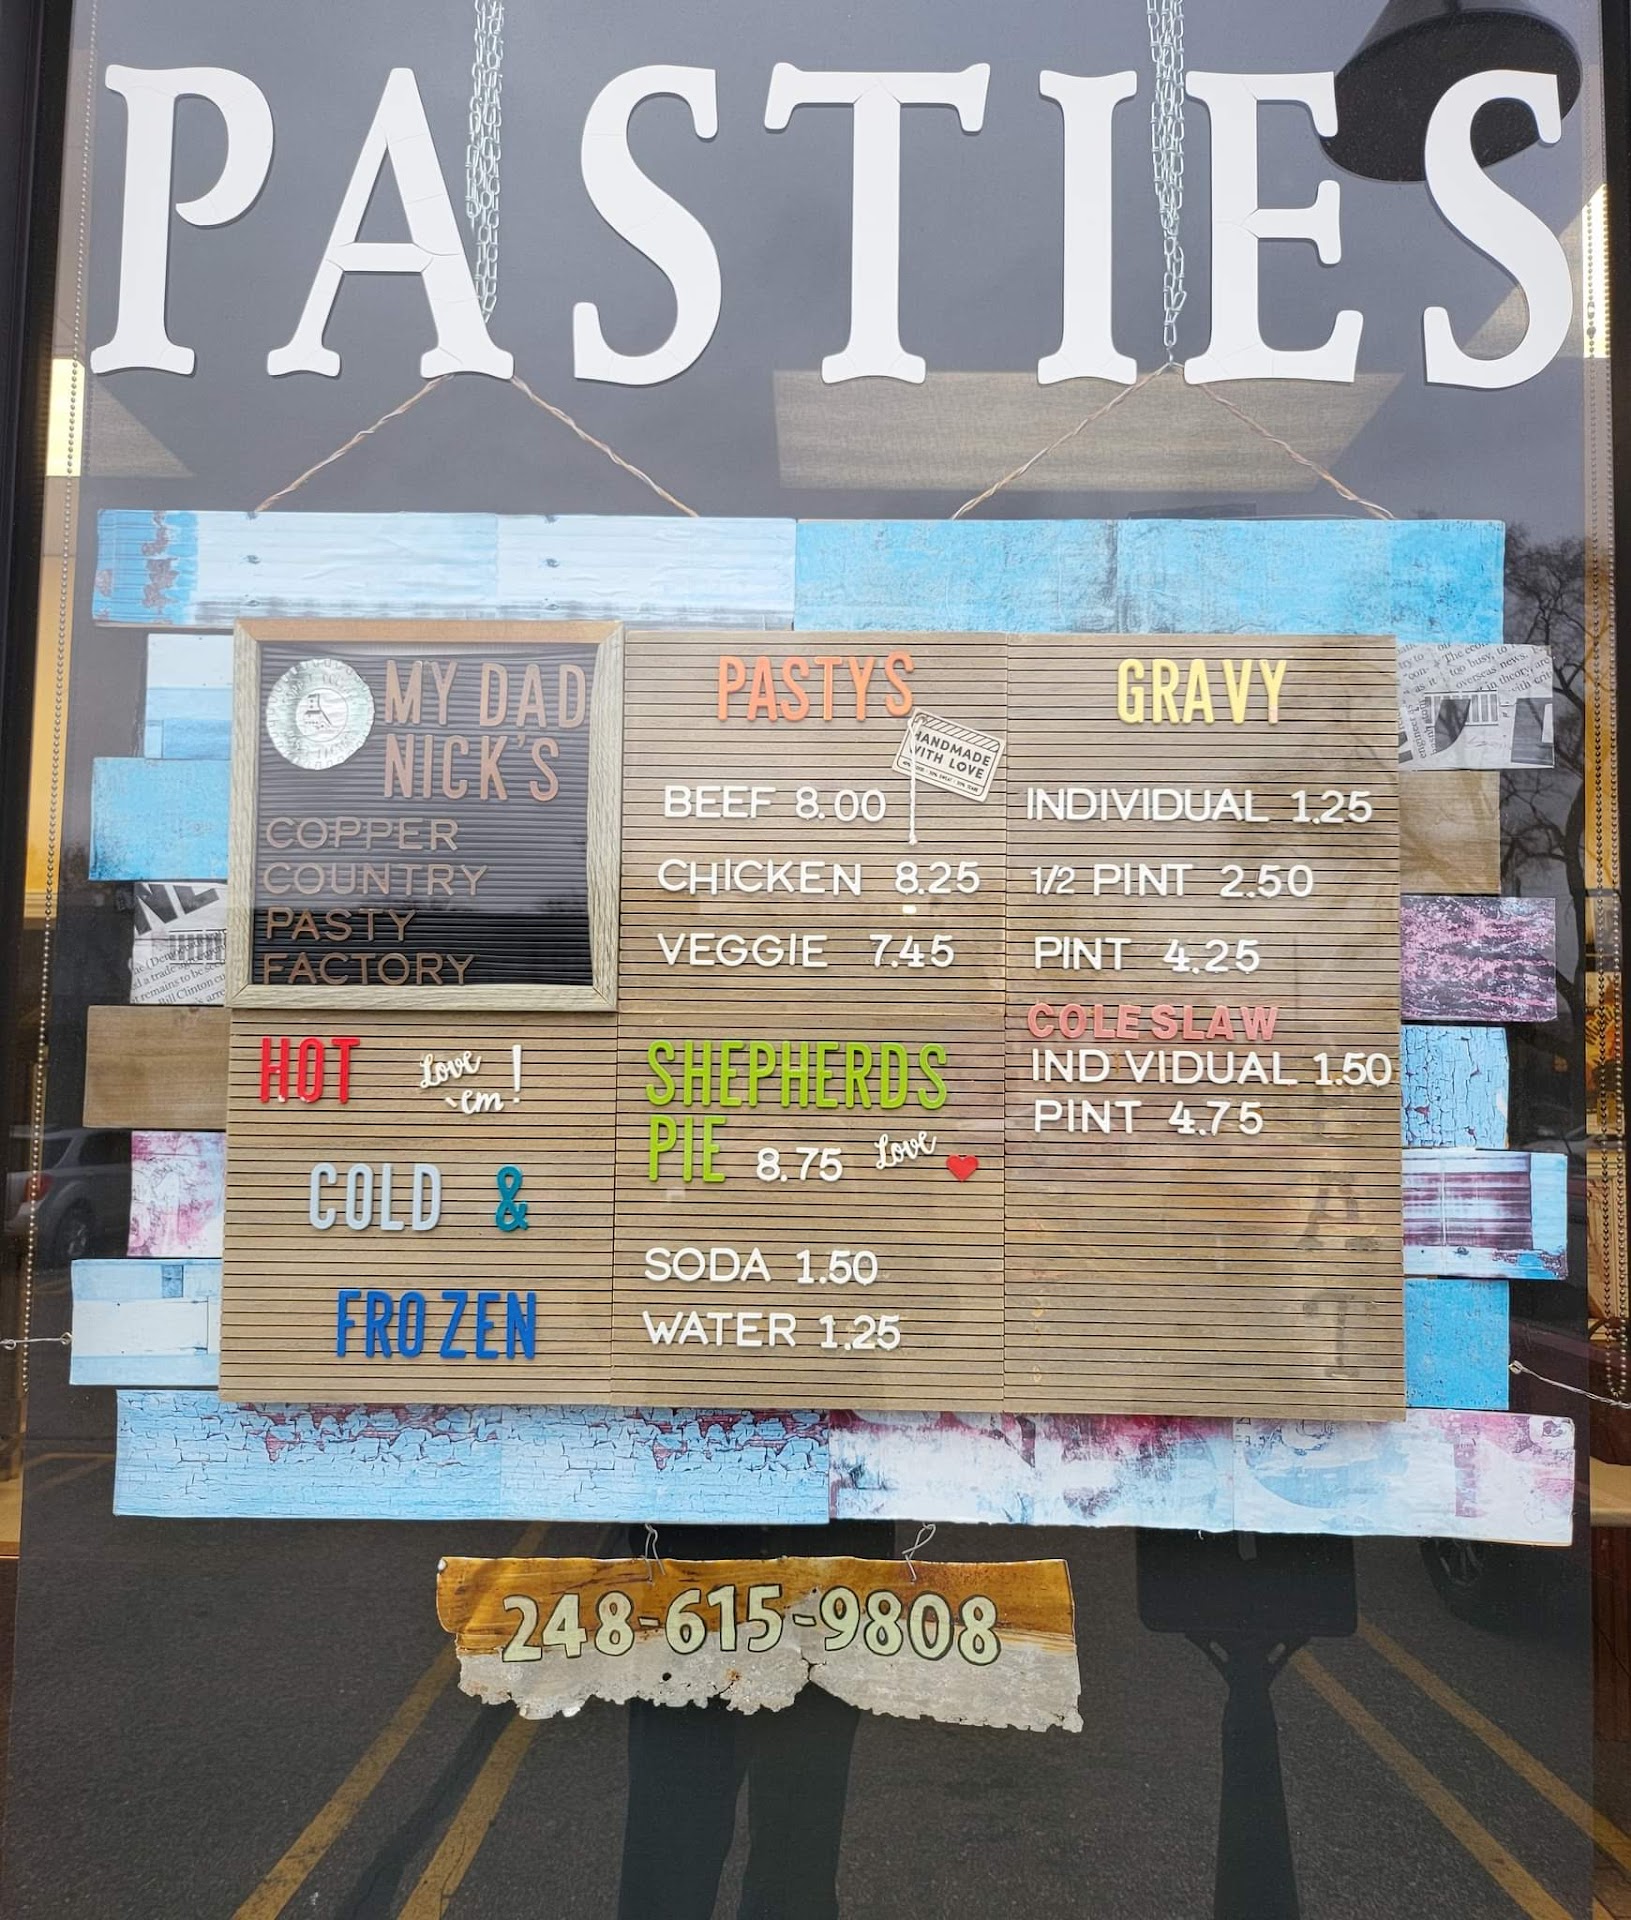 PASTIES
MY DAD
NICK'S
COPPER
COUNTRY
PASTY
FACTORY
HOT Love
em!
COLD &
FROZEN
PASTYS
HANDMADE
WITH LOVE
BEEF 8.00
CHICKEN 8.25
VEGGIE 7.45
SHEPHERDS
PIE 8.75 Love
SODA 1.50
WATER 1.25
GRAVY
INDIVIDUAL 1.25
1/2 PINT 2.50
PINT 4.25
COLESLAW
IND VIDUAL 1.50
PINT 4.75
248-615-9808